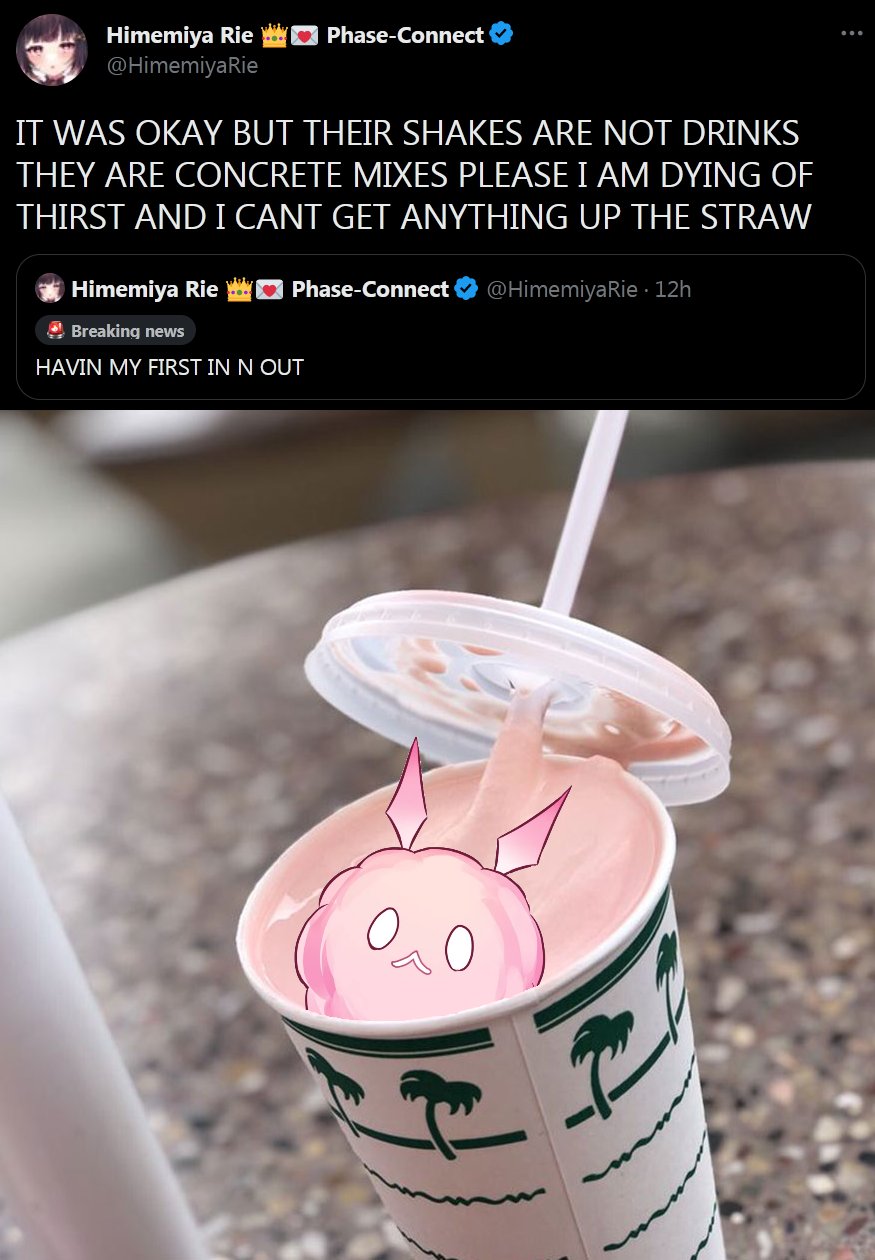 Himemiya Rie 👑💌 Phase-Connect
@HimemiyaRie
IT WAS OKAY BUT THEIR SHAKES ARE NOT DRINKS
THEY ARE CONCRETE MIXES PLEASE I AM DYING OF
THIRST AND I CANT GET ANYTHING UP THE STRAW
Himemiya Rie 👑💌 Phase-Connect @HimemiyaRie · 12h
🚨 Breaking news
HAVIN MY FIRST IN N OUT